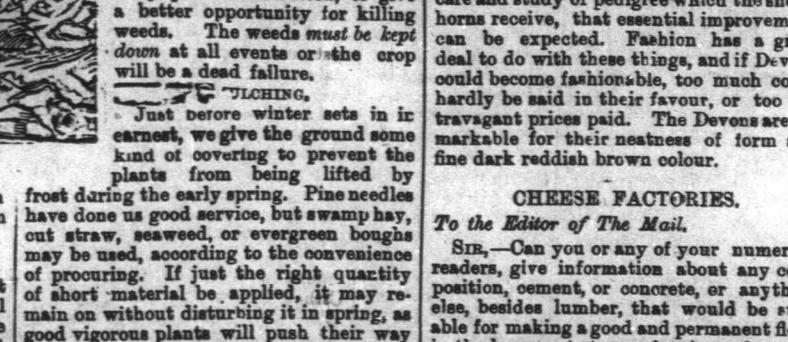 a better opportunity for killing
weeds. The weeds must be kept
down at all events or the crop
will be a dead failure.
ULCHING.
Just before winter sets in in
earnest, we give the ground some
kind of covering to prevent the
plants from being lifted by
frost during the early spring. Pine needles
have done us good service, but swamp hay,
cut straw, seaweed, or evergreen boughs
may be used, according to the convenience
of procuring. If just the right quantity
of short material be applied, it may re-
main on without disturbing it in spring, as
good vigorous plants will push their way
care and study of pedigree which the
horns receive, that essential improvem
can be expected. Fashion has a
deal to do with these things, and if Dev
could become fashionable, too much co
hardly be said in their favour, or too
travagant prices paid. The Devons are
markable for their neatness of form
fine dark reddish brown colour.
CHEESE FACTORIES.
To the Editor of The Mail.
SIR,—Can you or any of your numer
readers, give information about any c
position, cement, or concrete, or anyth
else, besides lumber, that would be
able for making a good and permanent fl